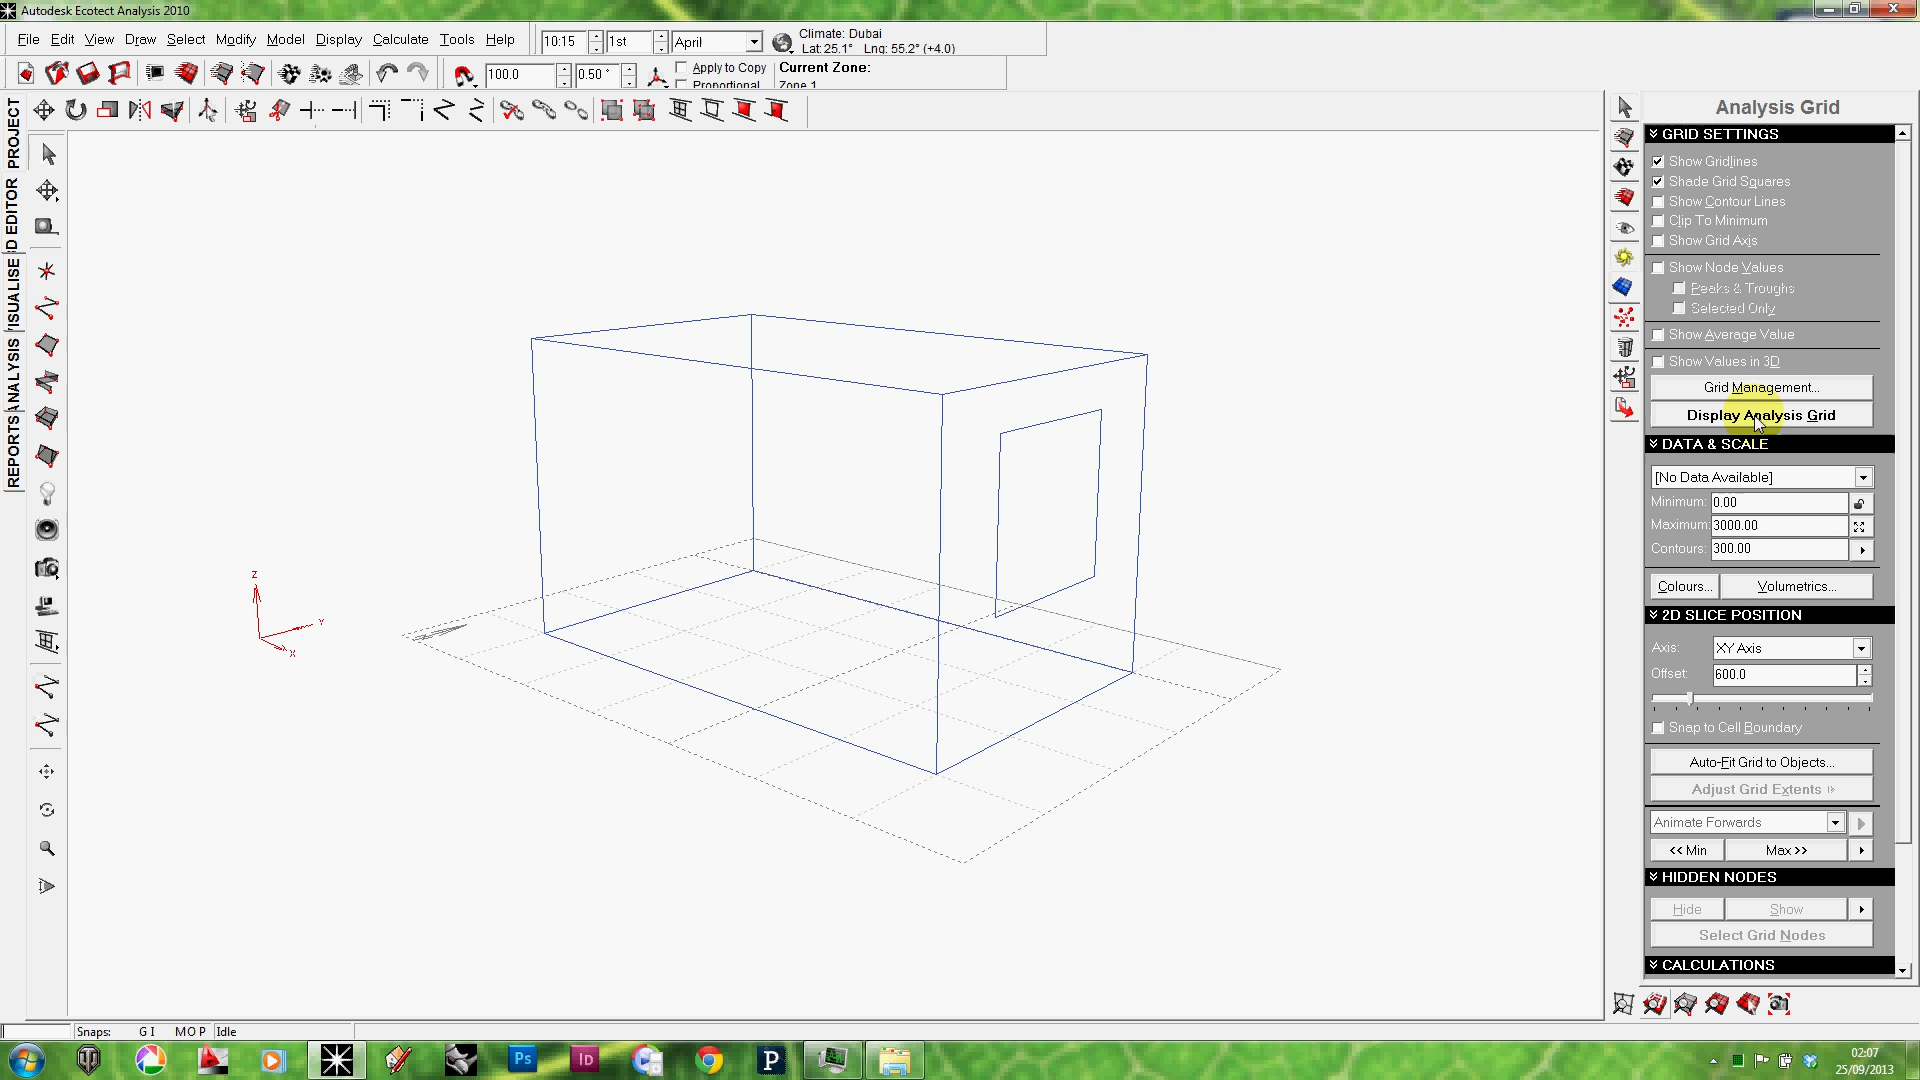 Autodesk Ecotect Analysis 2010
File Edit View Draw Select Modify Model Display Calculate Tools Help
10:15 1st April
Climate: Dubai
Lat: 25.1° Lng: 55.2° (+4.0)
100.0 0.50 °
Apply to Copy
Proportional
Current Zone:
Zone 1
PROJECT
3D EDITOR
VISUALISE
ANALYSIS
REPORTS
Z
Y
X
Analysis Grid
GRID SETTINGS
Show Gridlines
Shade Grid Squares
Show Contour Lines
Clip To Minimum
Show Grid Axis
Show Node Values
Peaks & Troughs
Selected Only
Show Average Value
Show Values in 3D
Grid Management...
Display Analysis Grid
DATA & SCALE
[No Data Available]
Minimum: 0.00
Maximum: 3000.00
Contours: 300.00
Colours... Volumetrics...
2D SLICE POSITION
Axis: XY Axis
Offset: 600.0
Snap to Cell Boundary
Auto-Fit Grid to Objects...
Adjust Grid Extents
Animate Forwards
<< Min Max >>
HIDDEN NODES
Hide Show
Select Grid Nodes
CALCULATIONS
Snaps: G I M O P Idle
Ps Id P
02:07
25/09/2013